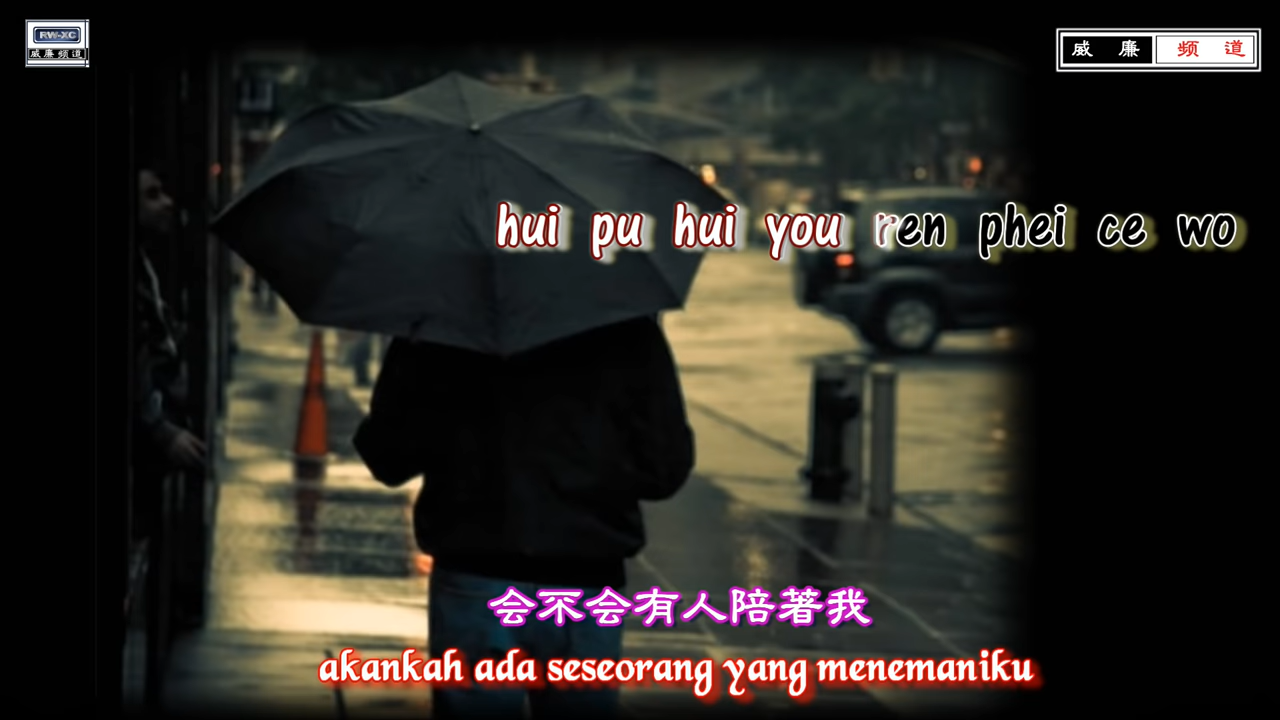 RW-XC
威廉频道
威廉 频道
hui pu hui you ren phei ce wo
会不会有人陪著我
akankah ada seseorang yang menemaniku